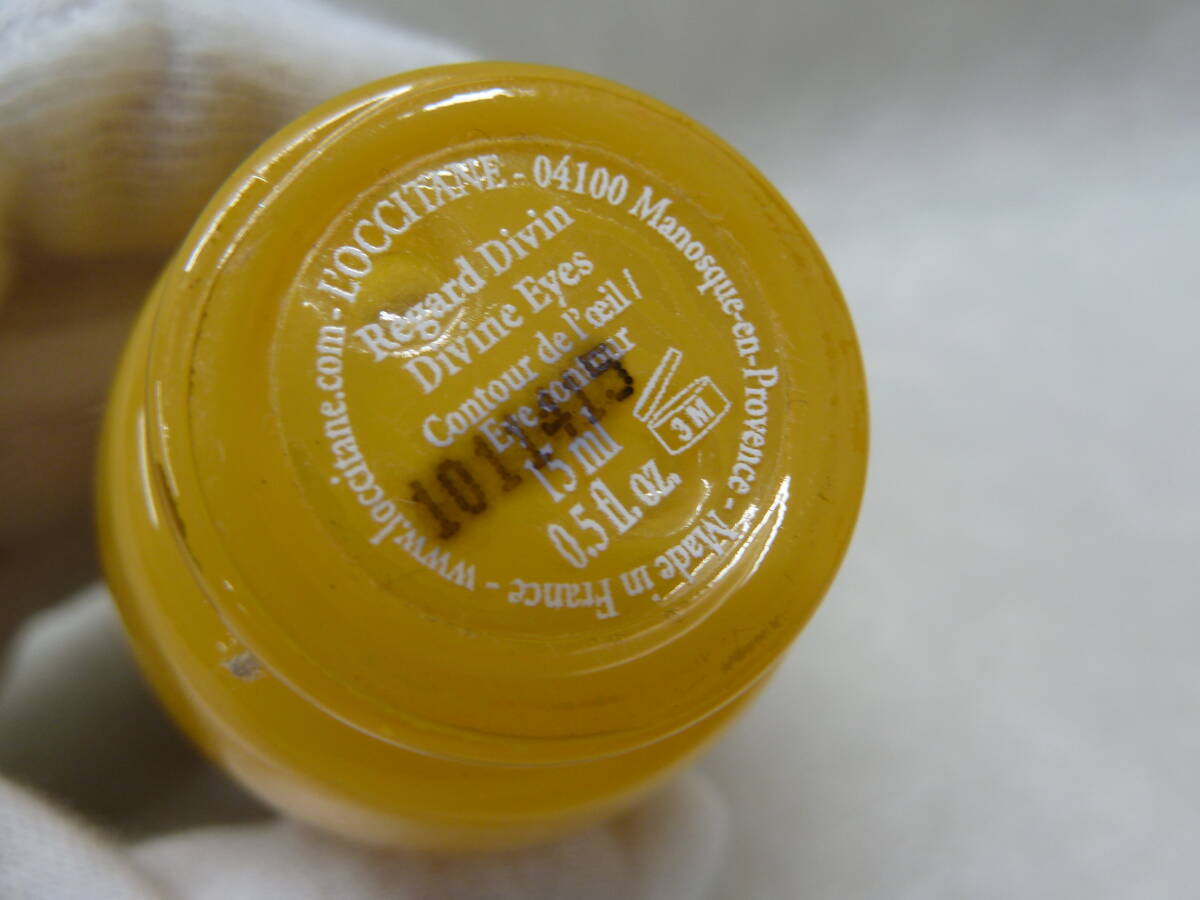 L'OCCITANE - 04100 Manosque-en-Provence - Made in France - www.loccitane.com -
Regard Divin
Divine Eyes
Contour de l'œil /
Eye contour
15 ml
0.5 fl. oz.
3 M